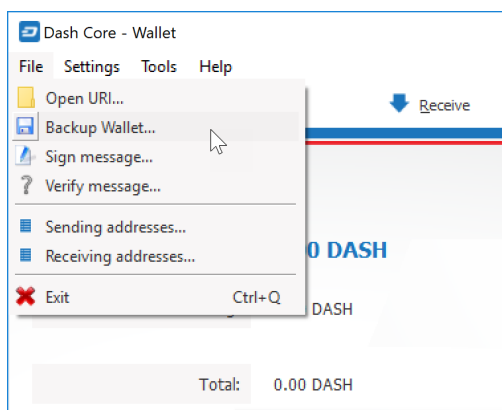 Dash Core - Wallet
File Settings Tools Help
Open URI...
Backup Wallet...
Receive
Sign message...
Verify message...
Sending addresses...
Receiving addresses...
0 DASH
Exit Ctrl+Q
DASH
Total: 0.00 DASH